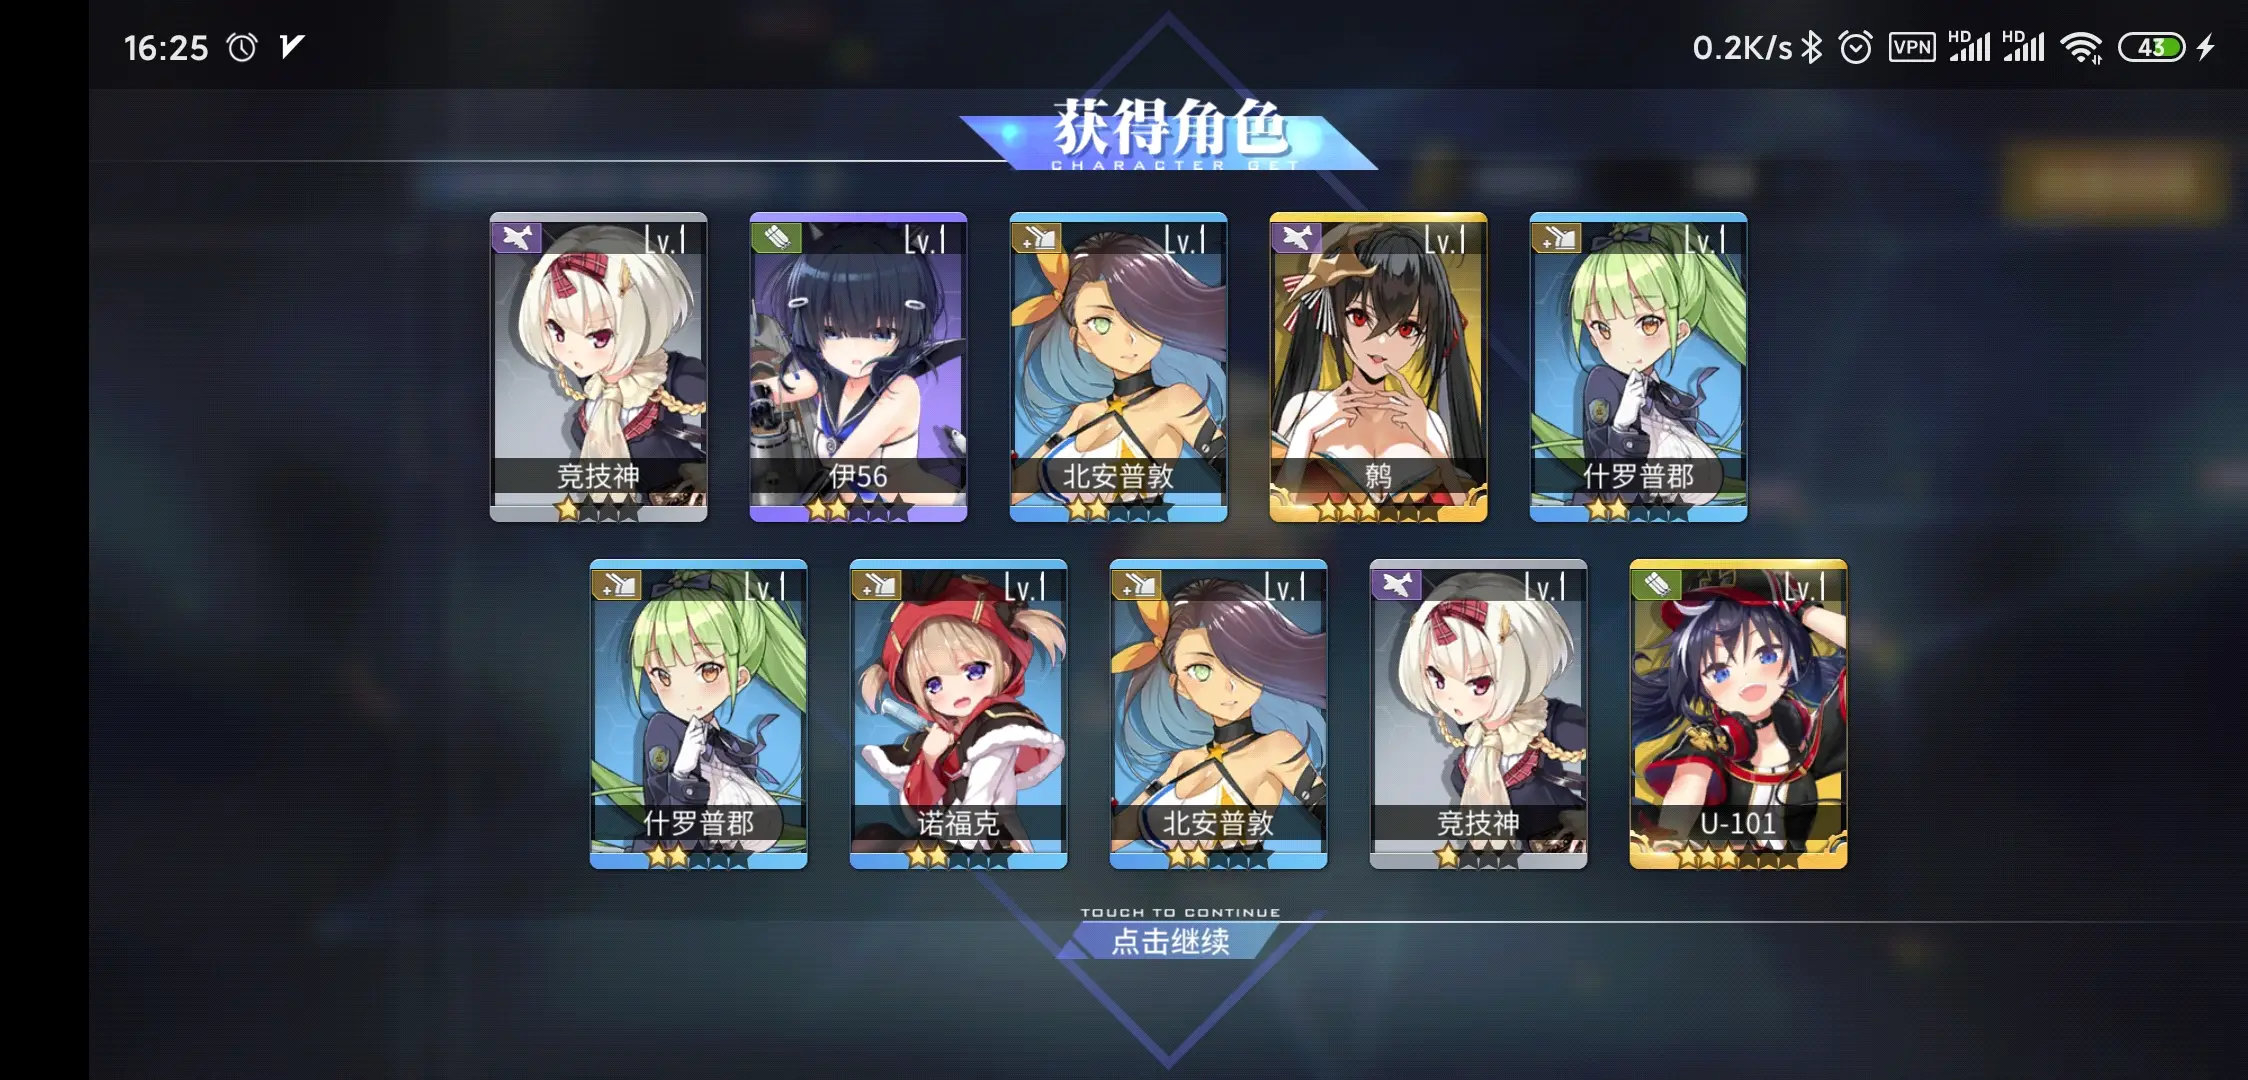 16:25
0.2K/s VPN HD HD 43
获得角色
CHARACTER GET
Lv.1 Lv.1 Lv.1 Lv.1 Lv.1
竞技神 伊56 北安普敦 鹩 什罗普郡
Lv.1 Lv.1 Lv.1 Lv.1 Lv.1
什罗普郡 诺福克 北安普敦 竞技神 U-101
TOUCH TO CONTINUE
点击继续